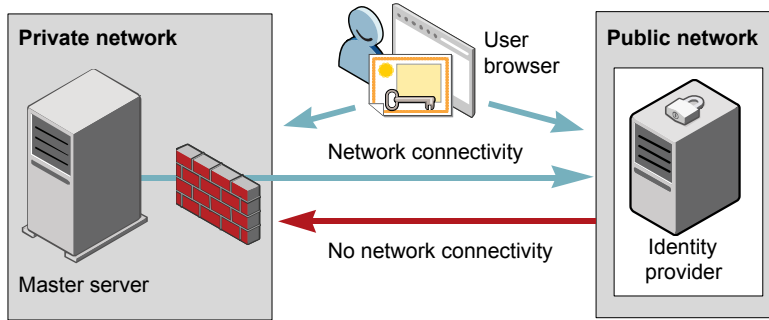 Private network
User
browser
Public network
Network connectivity
No network connectivity
Master server
Identity
provider